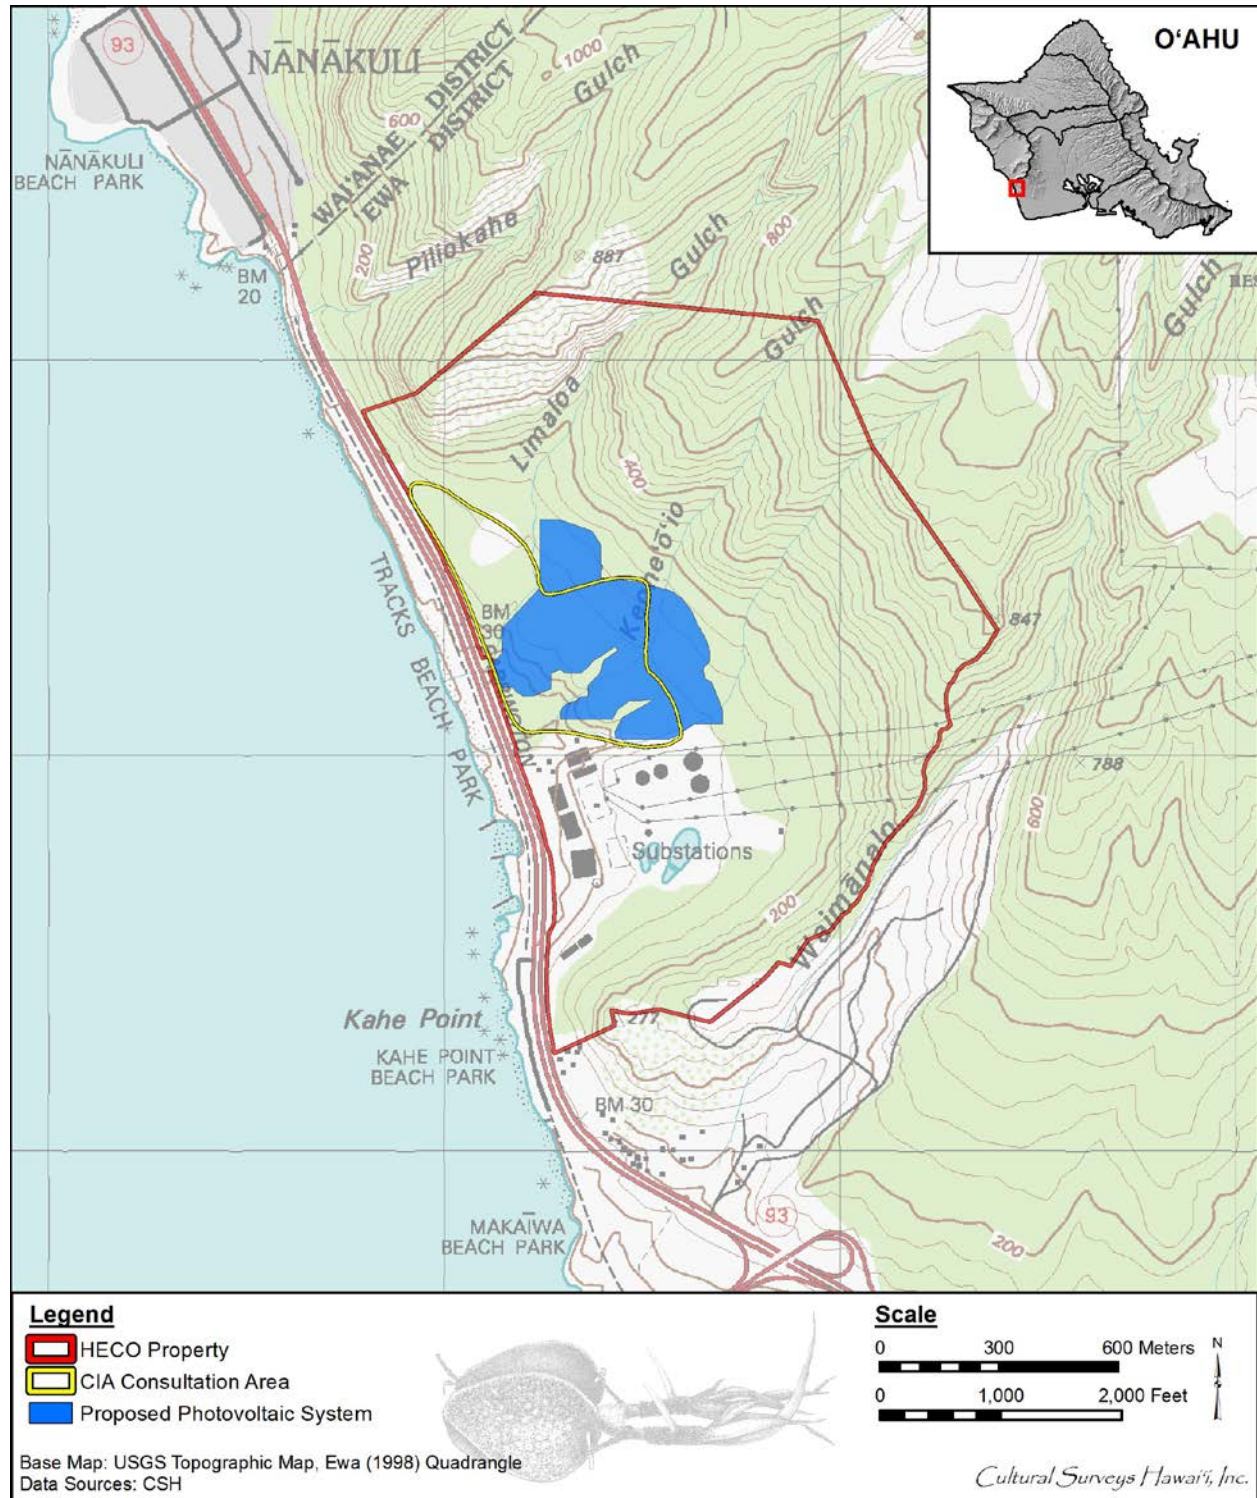 O‘AHU
93
NĀNĀKULI
1000
Gulch
WAI‘ANAE DISTRICT
EWA DISTRICT
600
NĀNĀKULI
BEACH PARK
200
Piliokahe
887
Gulch
800
Gulch
Gulch
BM
20
Limaloa
400
Keone‘ō‘io
TRACKS BEACH PARK
BM
30
847
788
600
Substations
Waimānalo
200
277
Kahe Point
KAHE POINT
BEACH PARK
BM 30
MAKAĪWA
BEACH PARK
93
200
Legend
HECO Property
CIA Consultation Area
Proposed Photovoltaic System
Base Map: USGS Topographic Map, Ewa (1998) Quadrangle
Data Sources: CSH
Scale
0 300 600 Meters
0 1,000 2,000 Feet
N
Cultural Surveys Hawai‘i, Inc.